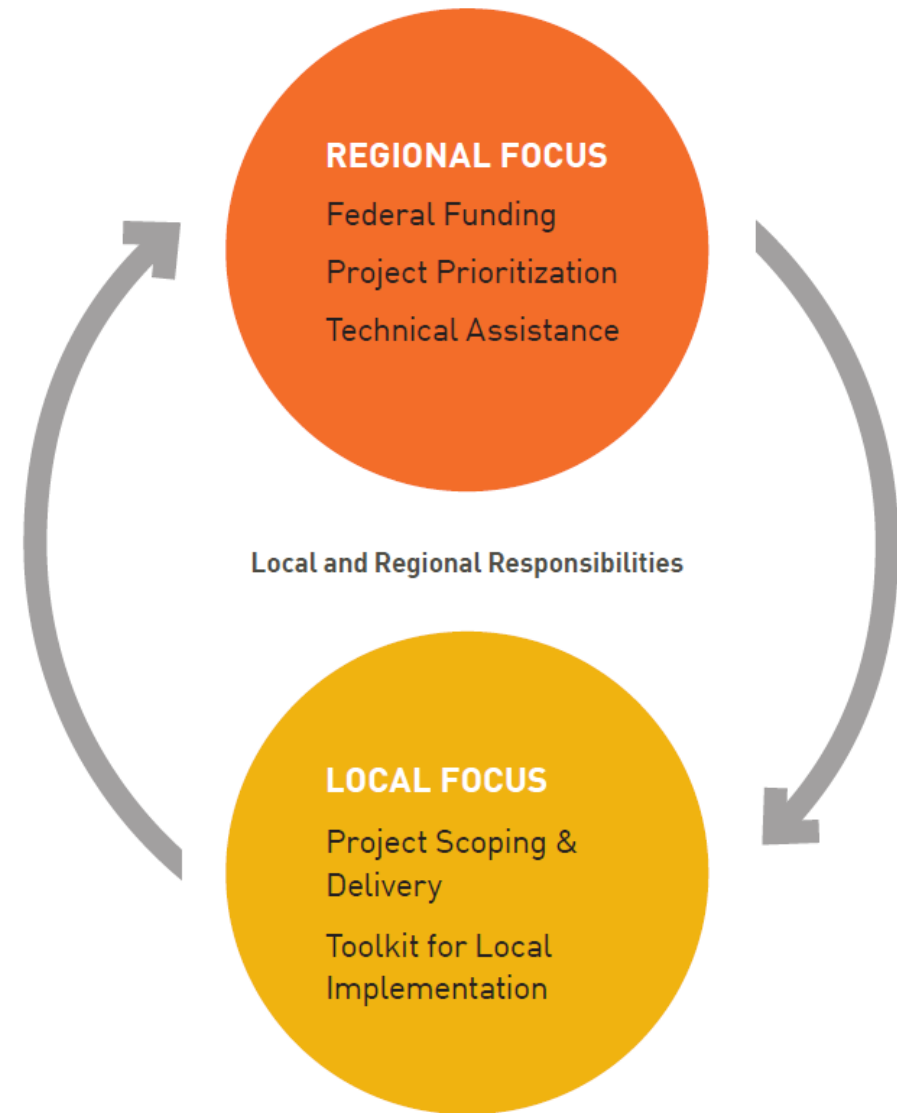 REGIONAL FOCUS
Federal Funding
Project Prioritization
Technical Assistance
Local and Regional Responsibilities
LOCAL FOCUS
Project Scoping &
Delivery
Toolkit for Local
Implementation